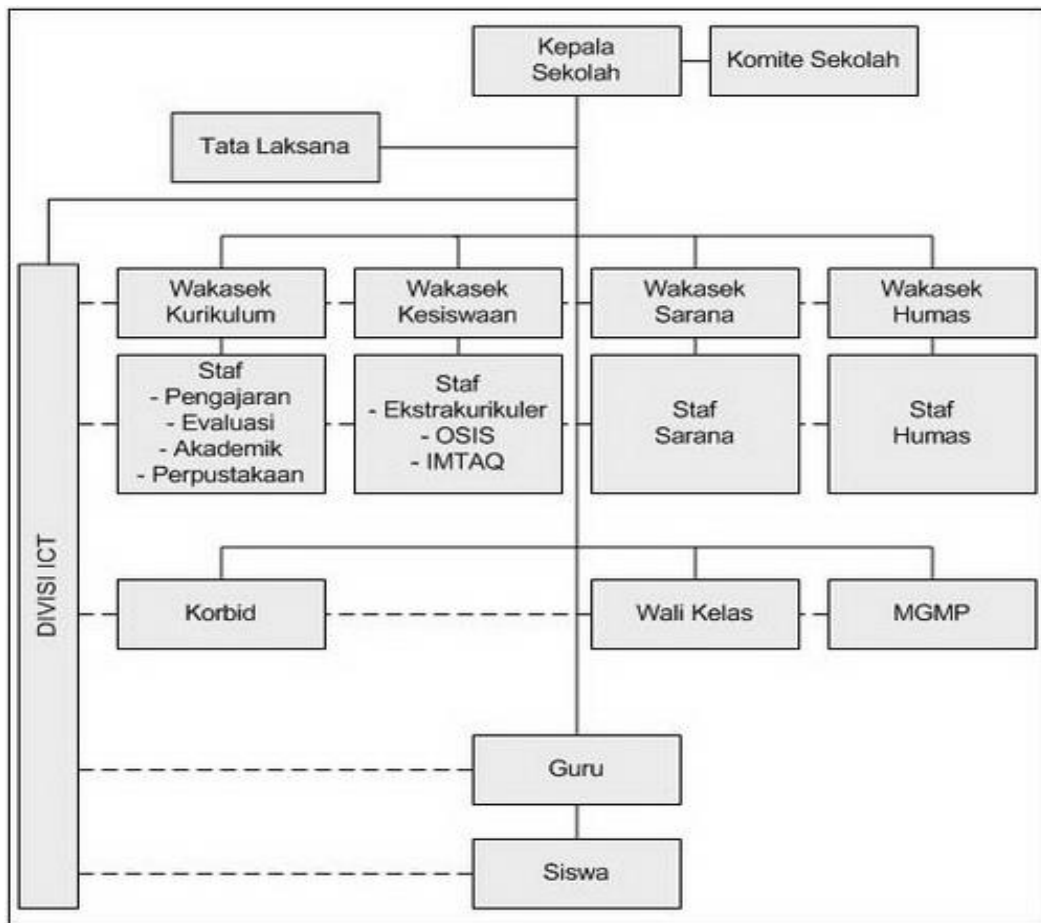 Kepala
Sekolah
Komite Sekolah
Tata Laksana
DIVISI ICT
Wakasek
Kurikulum
Wakasek
Kesiswaan
Wakasek
Sarana
Wakasek
Humas
Staf
- Pengajaran
- Evaluasi
- Akademik
- Perpustakaan
Staf
- Ekstrakurikuler
- OSIS
- IMTAQ
Staf
Sarana
Staf
Humas
Korbid
Wali Kelas
MGMP
Guru
Siswa